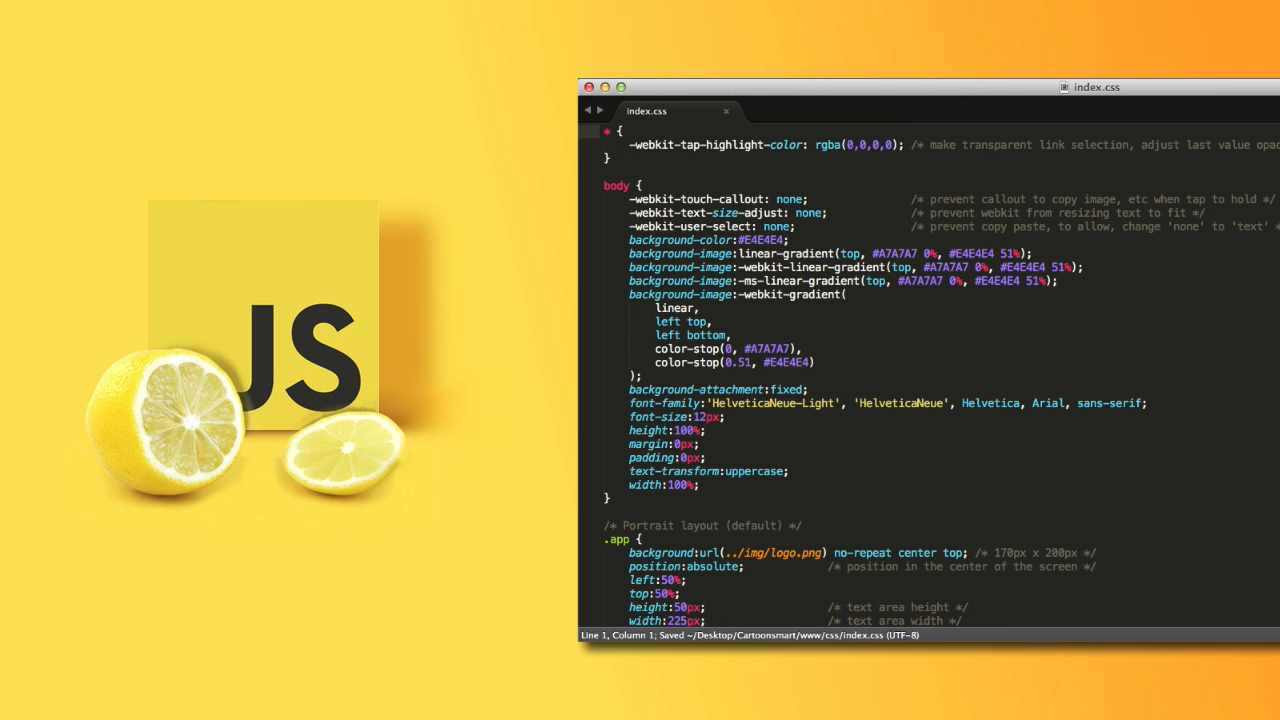 JS
index.css
index.css
* {
-webkit-tap-highlight-color: rgba(0,0,0,0); /* make transparent link selection, adjust last value
}
body {
-webkit-touch-callout: none; /* prevent callout to copy image, etc when tap to hold */
-webkit-text-size-adjust: none; /* prevent webkit from resizing text to fit */
-webkit-user-select: none; /* prevent copy paste, to allow, change 'none' to 'text' *
background-color:#E4E4E4;
background-image:linear-gradient(top, #A7A7A7 0%, #E4E4E4 51%);
background-image:-webkit-linear-gradient(top, #A7A7A7 0%, #E4E4E4 51%);
background-image:-ms-linear-gradient(top, #A7A7A7 0%, #E4E4E4 51%);
background-image:-webkit-gradient(
linear,
left top,
left bottom,
color-stop(0, #A7A7A7),
color-stop(0.51, #E4E4E4)
);
background-attachment:fixed;
font-family:'HelveticaNeue-Light', 'HelveticaNeue', Helvetica, Arial, sans-serif;
font-size:12px;
height:100%;
margin:0px;
padding:0px;
text-transform:uppercase;
width:100%;
}
/* Portrait layout (default) */
.app {
background:url(../img/logo.png) no-repeat center top; /* 170px x 200px */
position:absolute; /* position in the center of the screen */
left:50%;
top:50%;
height:50px; /* text area height */
width:225px; /* text area width */
Line 1, Column 1; Saved ~/Desktop/Cartoonsmart/www/css/index.css (UTF-8)